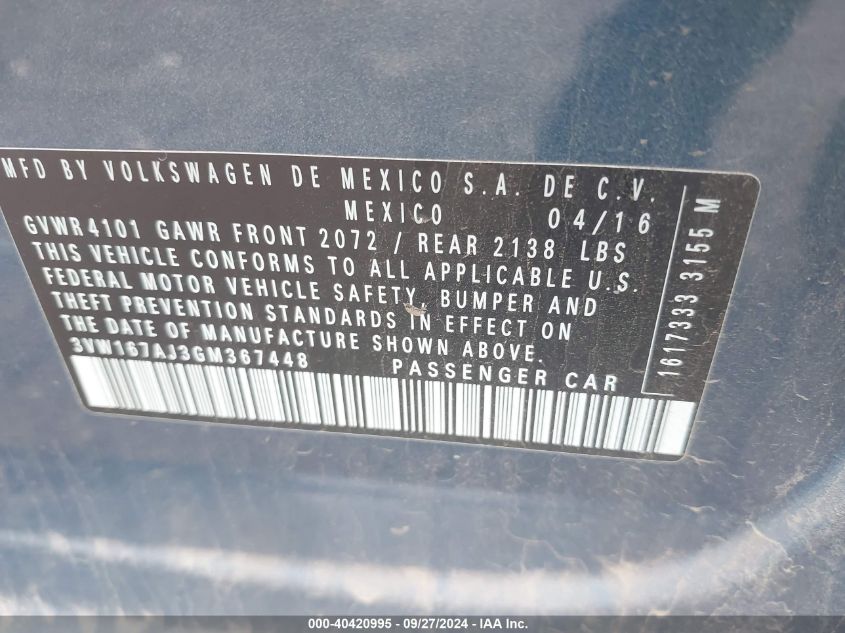 MFD BY VOLKSWAGEN DE MEXICO S.A. DE C.V.
MEXICO 04/16
GVWR4101 GAWR FRONT 2072 / REAR 2138 LBS
THIS VEHICLE CONFORMS TO ALL APPLICABLE U.S.
FEDERAL MOTOR VEHICLE SAFETY, BUMPER AND
THEFT PREVENTION STANDARDS IN EFFECT ON
THE DATE OF MANUFACTURE SHOWN ABOVE.
3VW167AJ3GM367448 PASSENGER CAR
1617333 3155 M
000-40420995 - 09/27/2024 - IAA Inc.